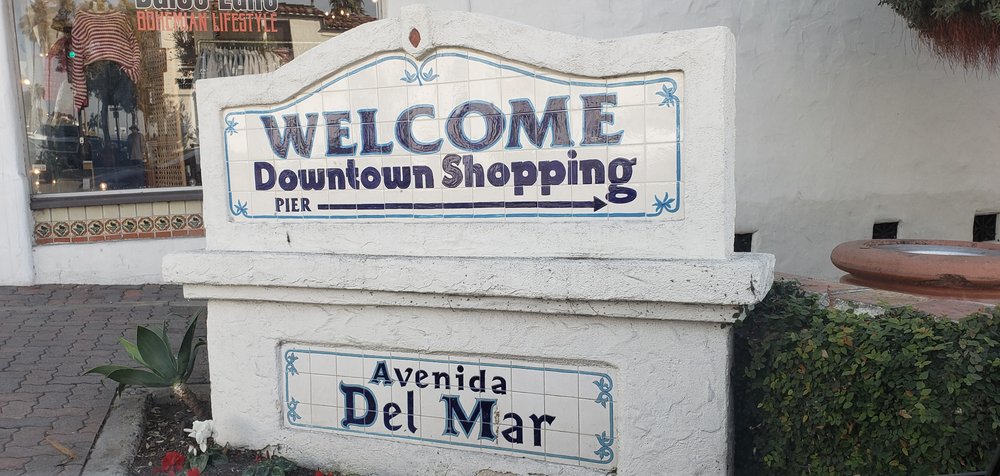 BOHEMIAN LIFESTYLE
WELCOME
Downtown Shopping
PIER
Avenida
Del Mar